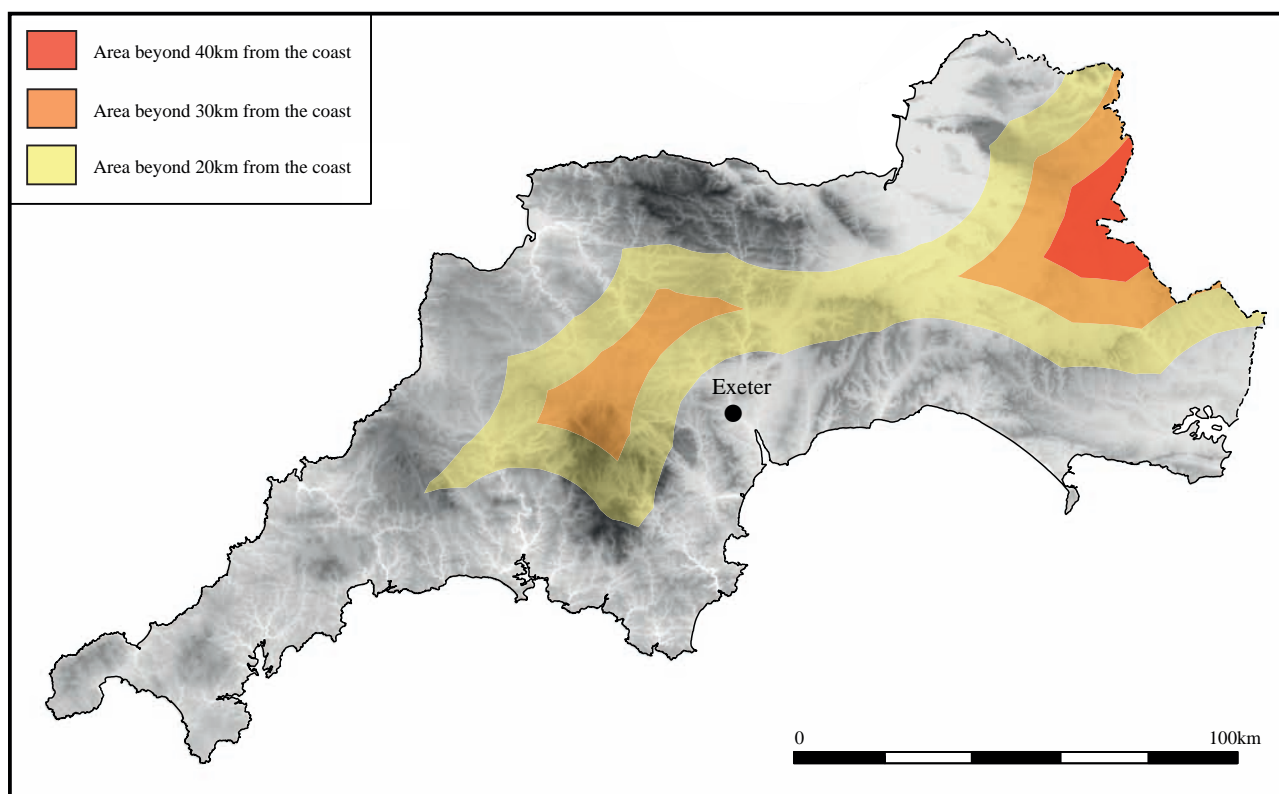 Area beyond 40km from the coast
Area beyond 30km from the coast
Area beyond 20km from the coast
Exeter
0 100km